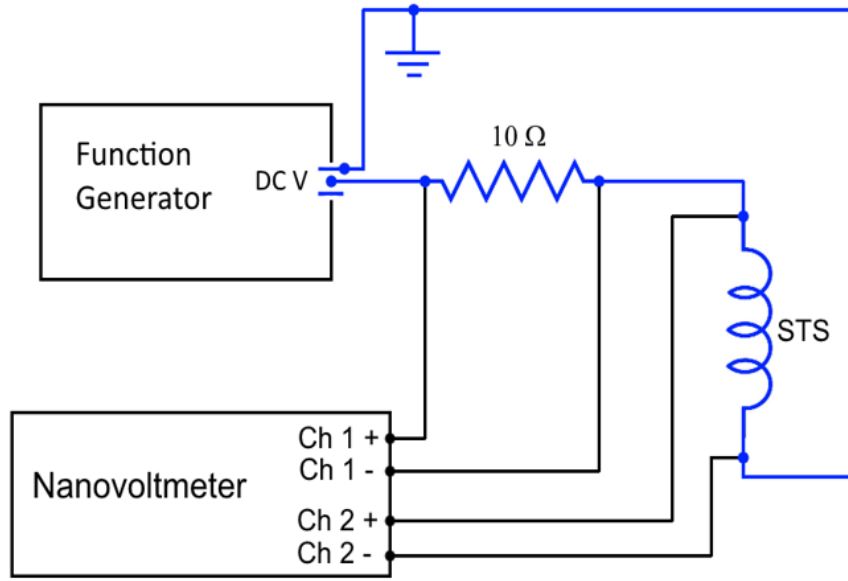 10 Ω
Function
Generator
DC V
STS
Ch 1 +
Ch 1 -
Nanovoltmeter
Ch 2 +
Ch 2 -